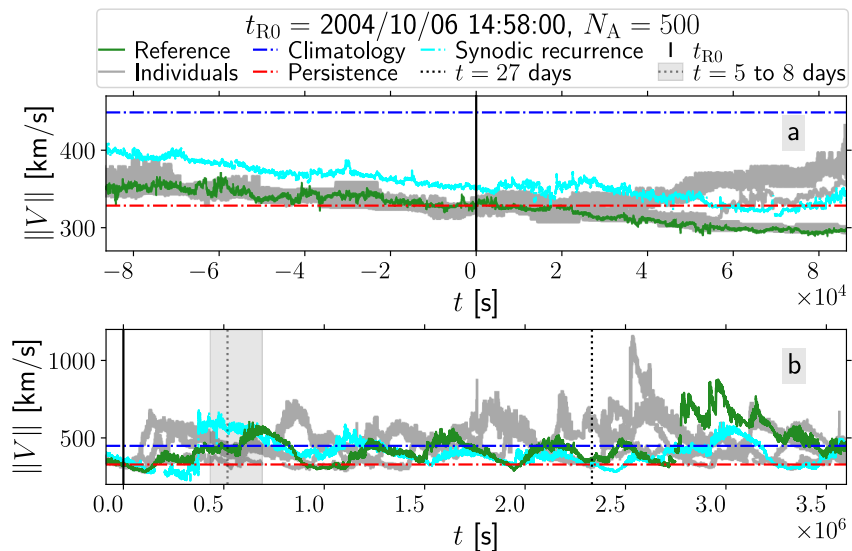 t_R0 = 2004/10/06 14:58:00, N_A = 500
Reference Climatology Synodic recurrence t_R0
Individuals Persistence t = 27 days t = 5 to 8 days
a
400
300
||V|| [km/s]
−8 −6 −4 −2 0 2 4 6 8
t [s]
×10^4
b
1000
500
||V|| [km/s]
0.0 0.5 1.0 1.5 2.0 2.5 3.0 3.5
t [s]
×10^6